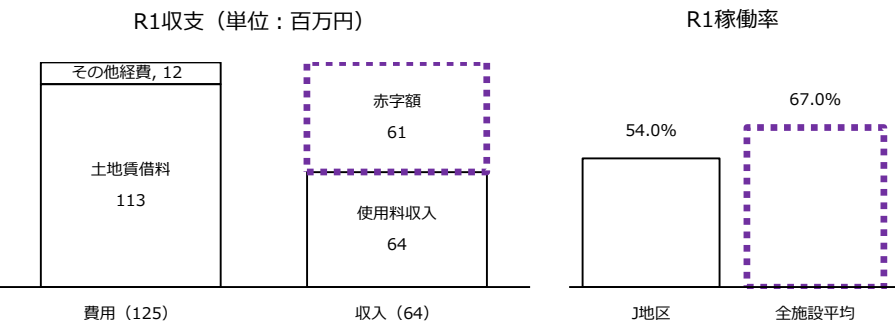 R1収支（単位：百万円）
その他経費, 12
土地賃借料
113
赤字額
61
使用料収入
64
費用（125）
収入（64）
R1稼働率
54.0%
67.0%
J地区
全施設平均